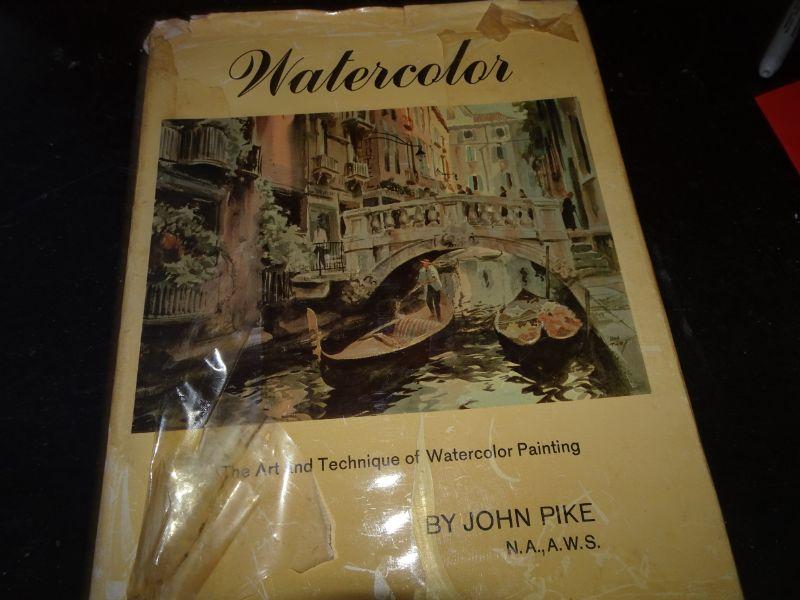 Watercolor
The Art and Technique of Watercolor Painting
BY JOHN PIKE
N.A., A.W.S.